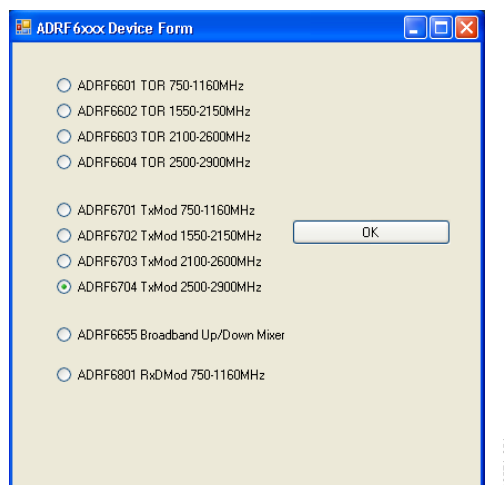 ADRF6xxx Device Form
ADRF6601 TOR 750-1160MHz
ADRF6602 TOR 1550-2150MHz
ADRF6603 TOR 2100-2600MHz
ADRF6604 TOR 2500-2900MHz
ADRF6701 TxMod 750-1160MHz
ADRF6702 TxMod 1550-2150MHz
OK
ADRF6703 TxMod 2100-2600MHz
ADRF6704 TxMod 2500-2900MHz
ADRF6655 Broadband Up/Down Mixer
ADRF6801 RxDMod 750-1160MHz